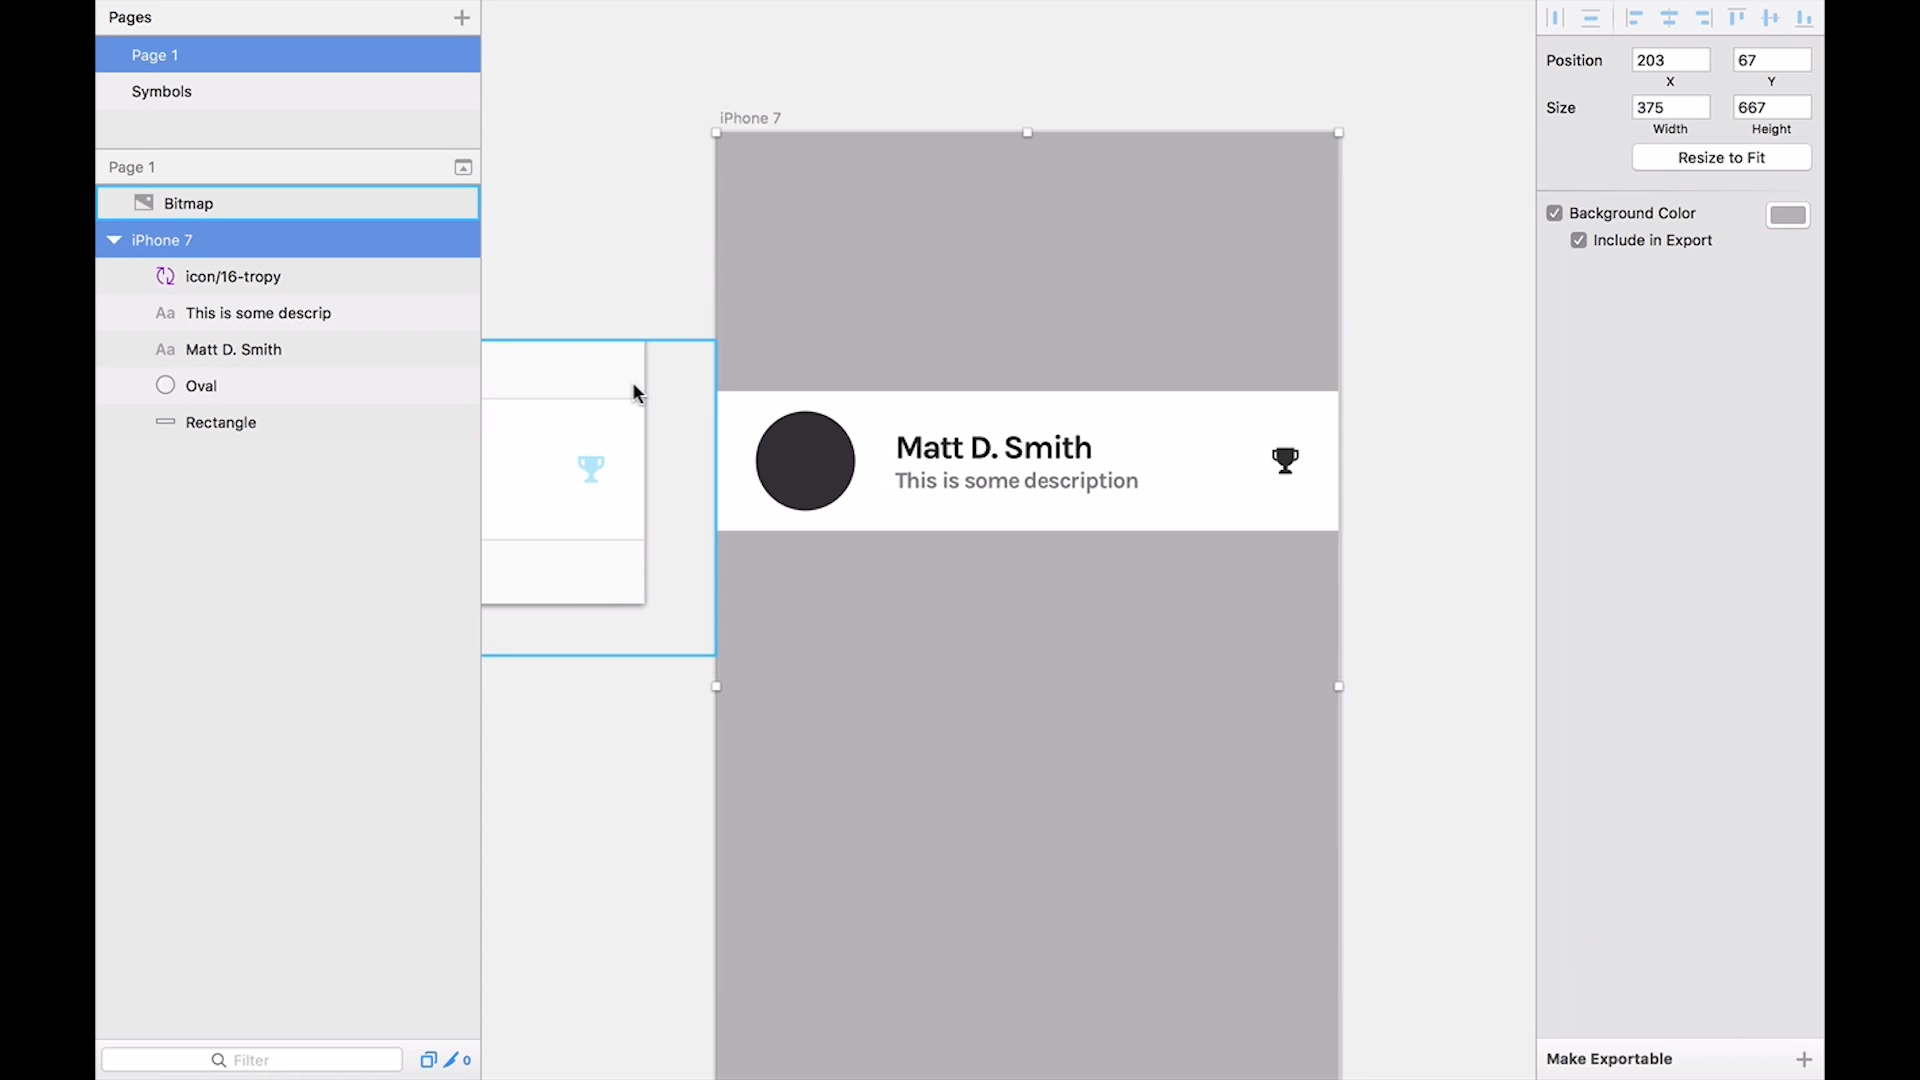 Pages
Page 1
Symbols
Page 1
Bitmap
iPhone 7
icon/16-tropy
Aa This is some descrip
Aa Matt D. Smith
Oval
Rectangle
Filter
0
iPhone 7
Matt D. Smith
This is some description
Position 203 67
X Y
Size 375 667
Width Height
Resize to Fit
Background Color
Include in Export
Make Exportable